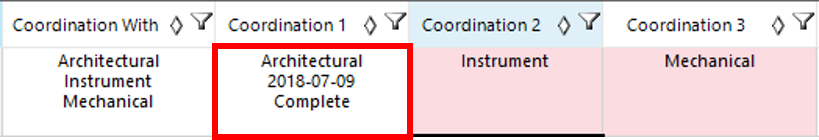 Coordination With Coordination 1 Coordination 2 Coordination 3
Architectural Architectural Instrument Mechanical
Instrument 2018-07-09
Mechanical Complete